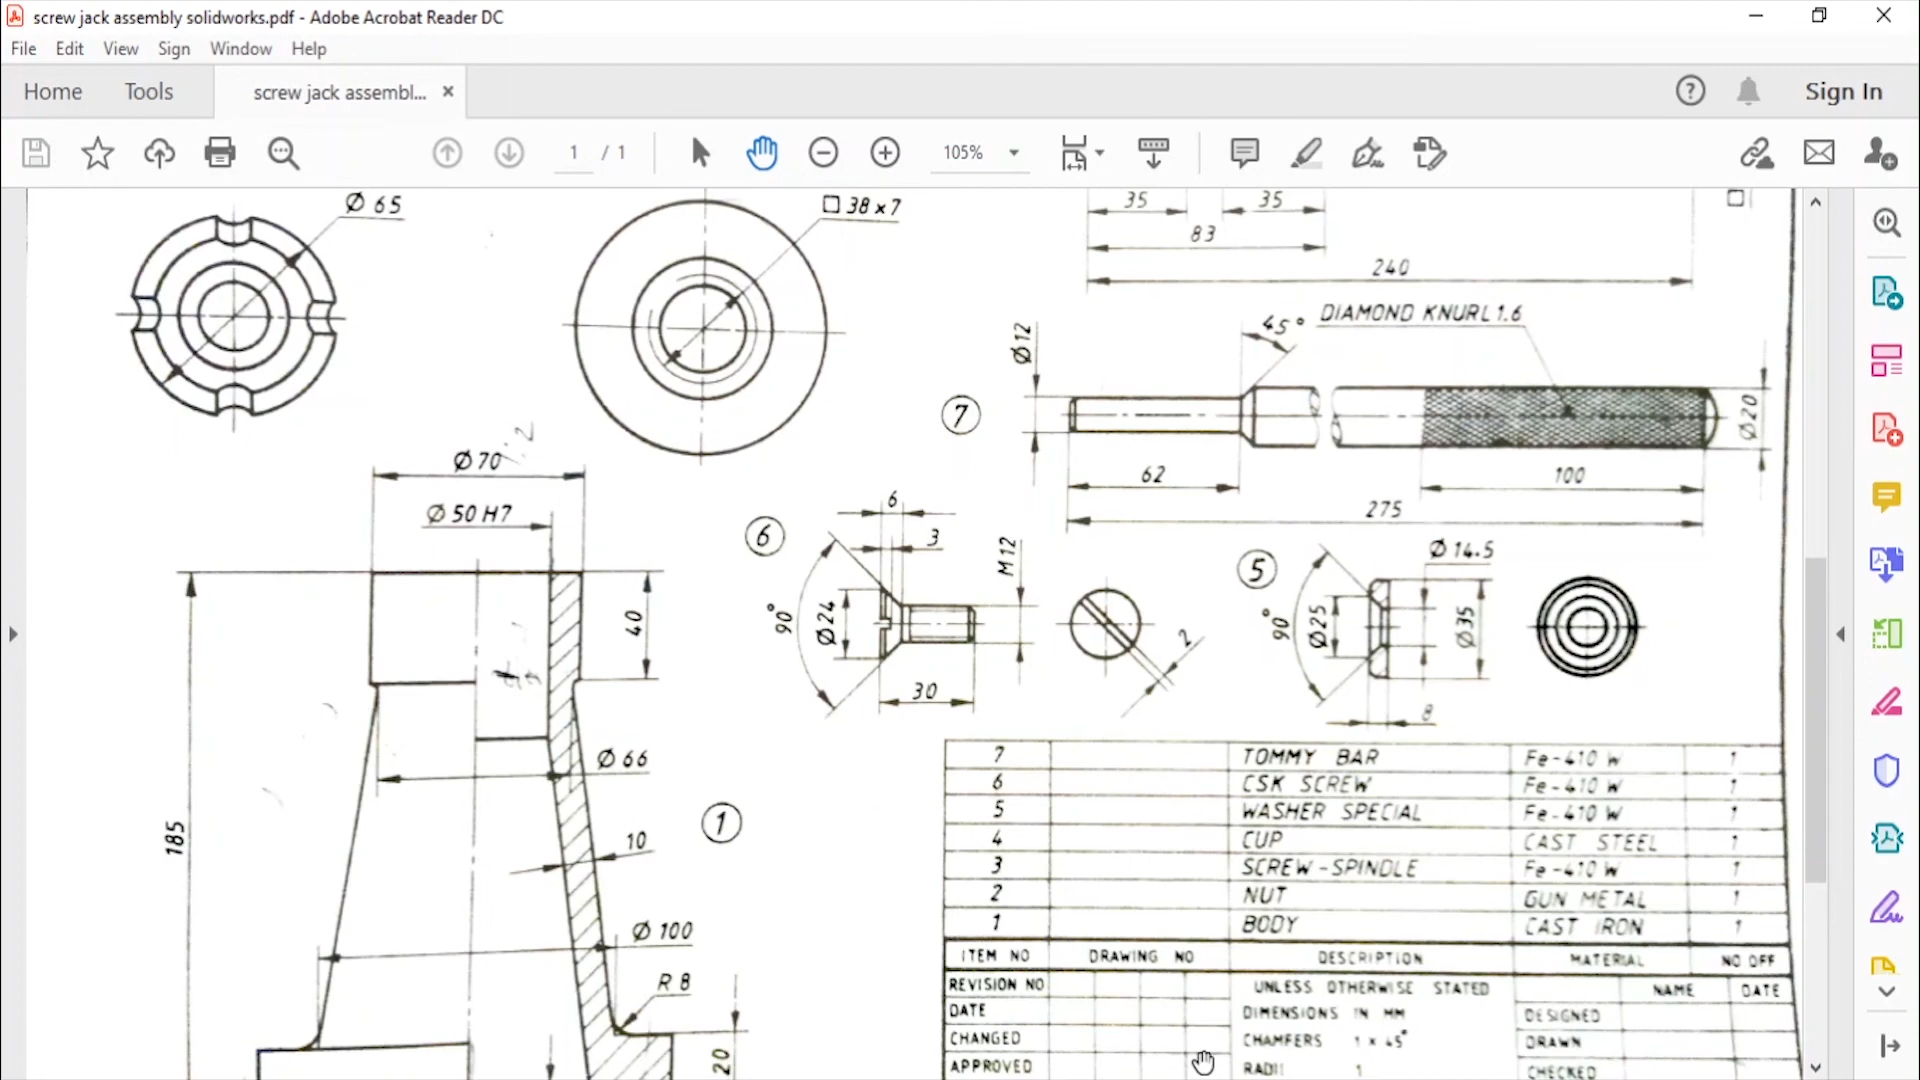 screw jack assembly solidworks.pdf - Adobe Acrobat Reader DC
File Edit View Sign Window Help
Home Tools screw jack assembl... × Sign In
1 / 1 105%
Ø 65
□ 38 x 7
35 35
83
240
DIAMOND KNURL 1.6
45°
Ø12
7
Ø20
62 100
275
Ø70
Ø 50 H7
6
6
3
M12
90°
Ø24
30
2
5
Ø 14.5
90°
Ø25
Ø35
8
40
Ø 66
185
1
10
Ø 100
R 8
20
7 TOMMY BAR Fe-410 W 1
6 CSK SCREW Fe-410 W 1
5 WASHER SPECIAL Fe-410 W 1
4 CUP CAST STEEL 1
3 SCREW-SPINDLE Fe-410 W 1
2 NUT GUN METAL 1
1 BODY CAST IRON 1
ITEM NO DRAWING NO DESCRIPTION MATERIAL NO OFF
REVISION NO UNLESS OTHERWISE STATED NAME DATE
DATE DIMENSIONS IN MM DESIGNED
CHANGED CHAMFERS 1 x 45° DRAWN
APPROVED RADII 1 CHECKED